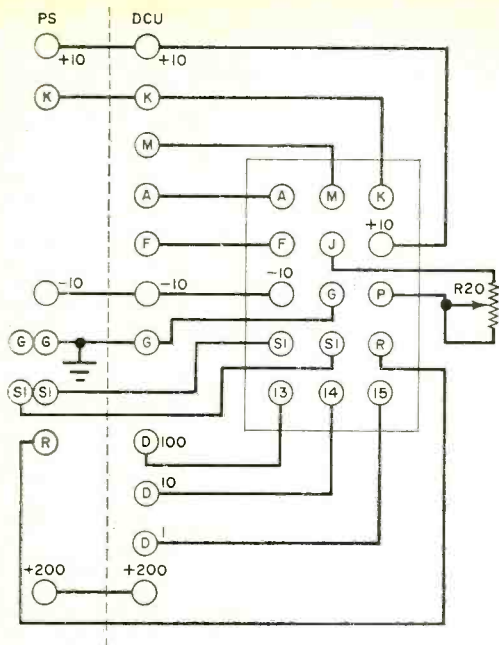 PS DCU
+10 +10
K K
M
A A M K
+10
F F J
-10 -10 -10 G P R20
G G G
S1 S1 S1 S1 R
13 14 15
R D 100
D 10
D 1
+200 +200